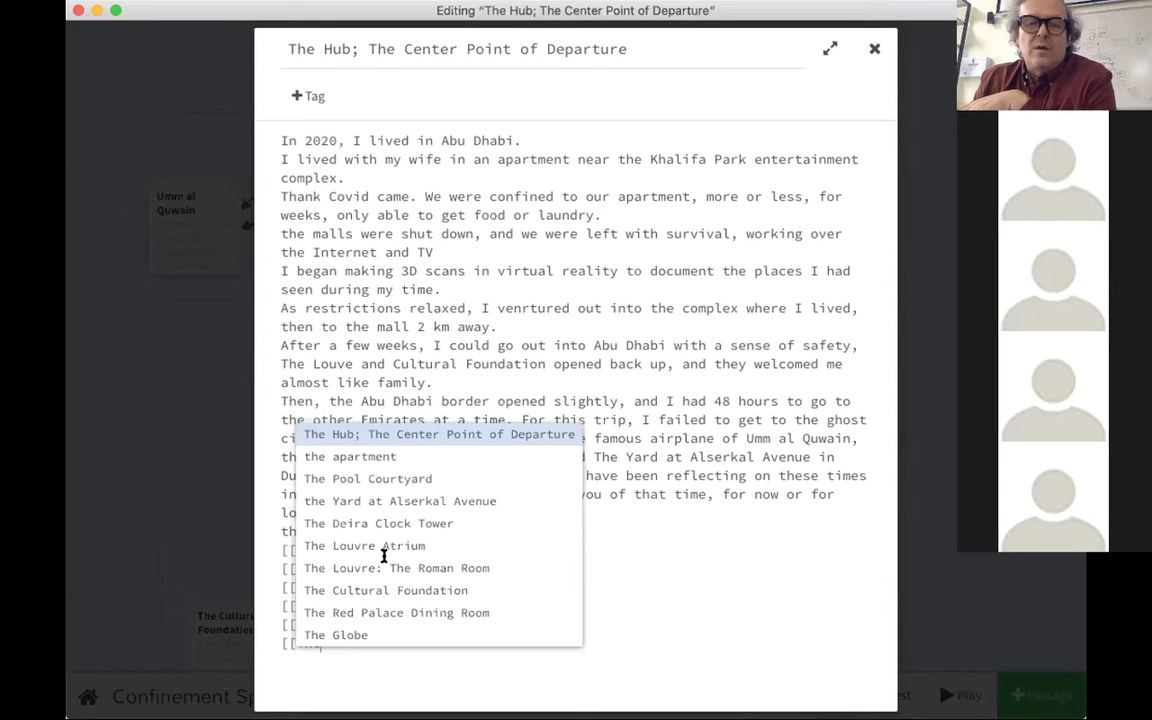 Editing “The Hub; The Center Point of Departure”
The Hub; The Center Point of Departure
+ Tag
In 2020, I lived in Abu Dhabi.
I lived with my wife in an apartment near the Khalifa Park entertainment
complex.
Thank Covid came. We were confined to our apartment, more or less, for
weeks, only able to get food or laundry.
the malls were shut down, and we were left with survival, working over
the Internet and TV
I began making 3D scans in virtual reality to document the places I had
seen during my time.
As restrictions relaxed, I venrtured out into the complex where I lived,
then to the mall 2 km away.
After a few weeks, I could go out into Abu Dhabi with a sense of safety,
The Louve and Cultural Foundation opened back up, and they welcomed me
almost like family.
Then, the Abu Dhabi border opened slightly, and I had 48 hours to go to
the other Emirates at a time. For this trip, I failed to get to the ghost
famous airplane of Umm al Quwain,
The Yard at Alserkal Avenue in
have been reflecting on these times
you of that time, for now or for
[[
[[
[[
[[
[[
[[
The Hub; The Center Point of Departure
the apartment
The Pool Courtyard
the Yard at Alserkal Avenue
The Deira Clock Tower
The Louvre Atrium
The Louvre: The Roman Room
The Cultural Foundation
The Red Palace Dining Room
The Globe
Umm al
Quwain
The Cultura
Foundation
Confinement Sp
est
Play
+ Passage